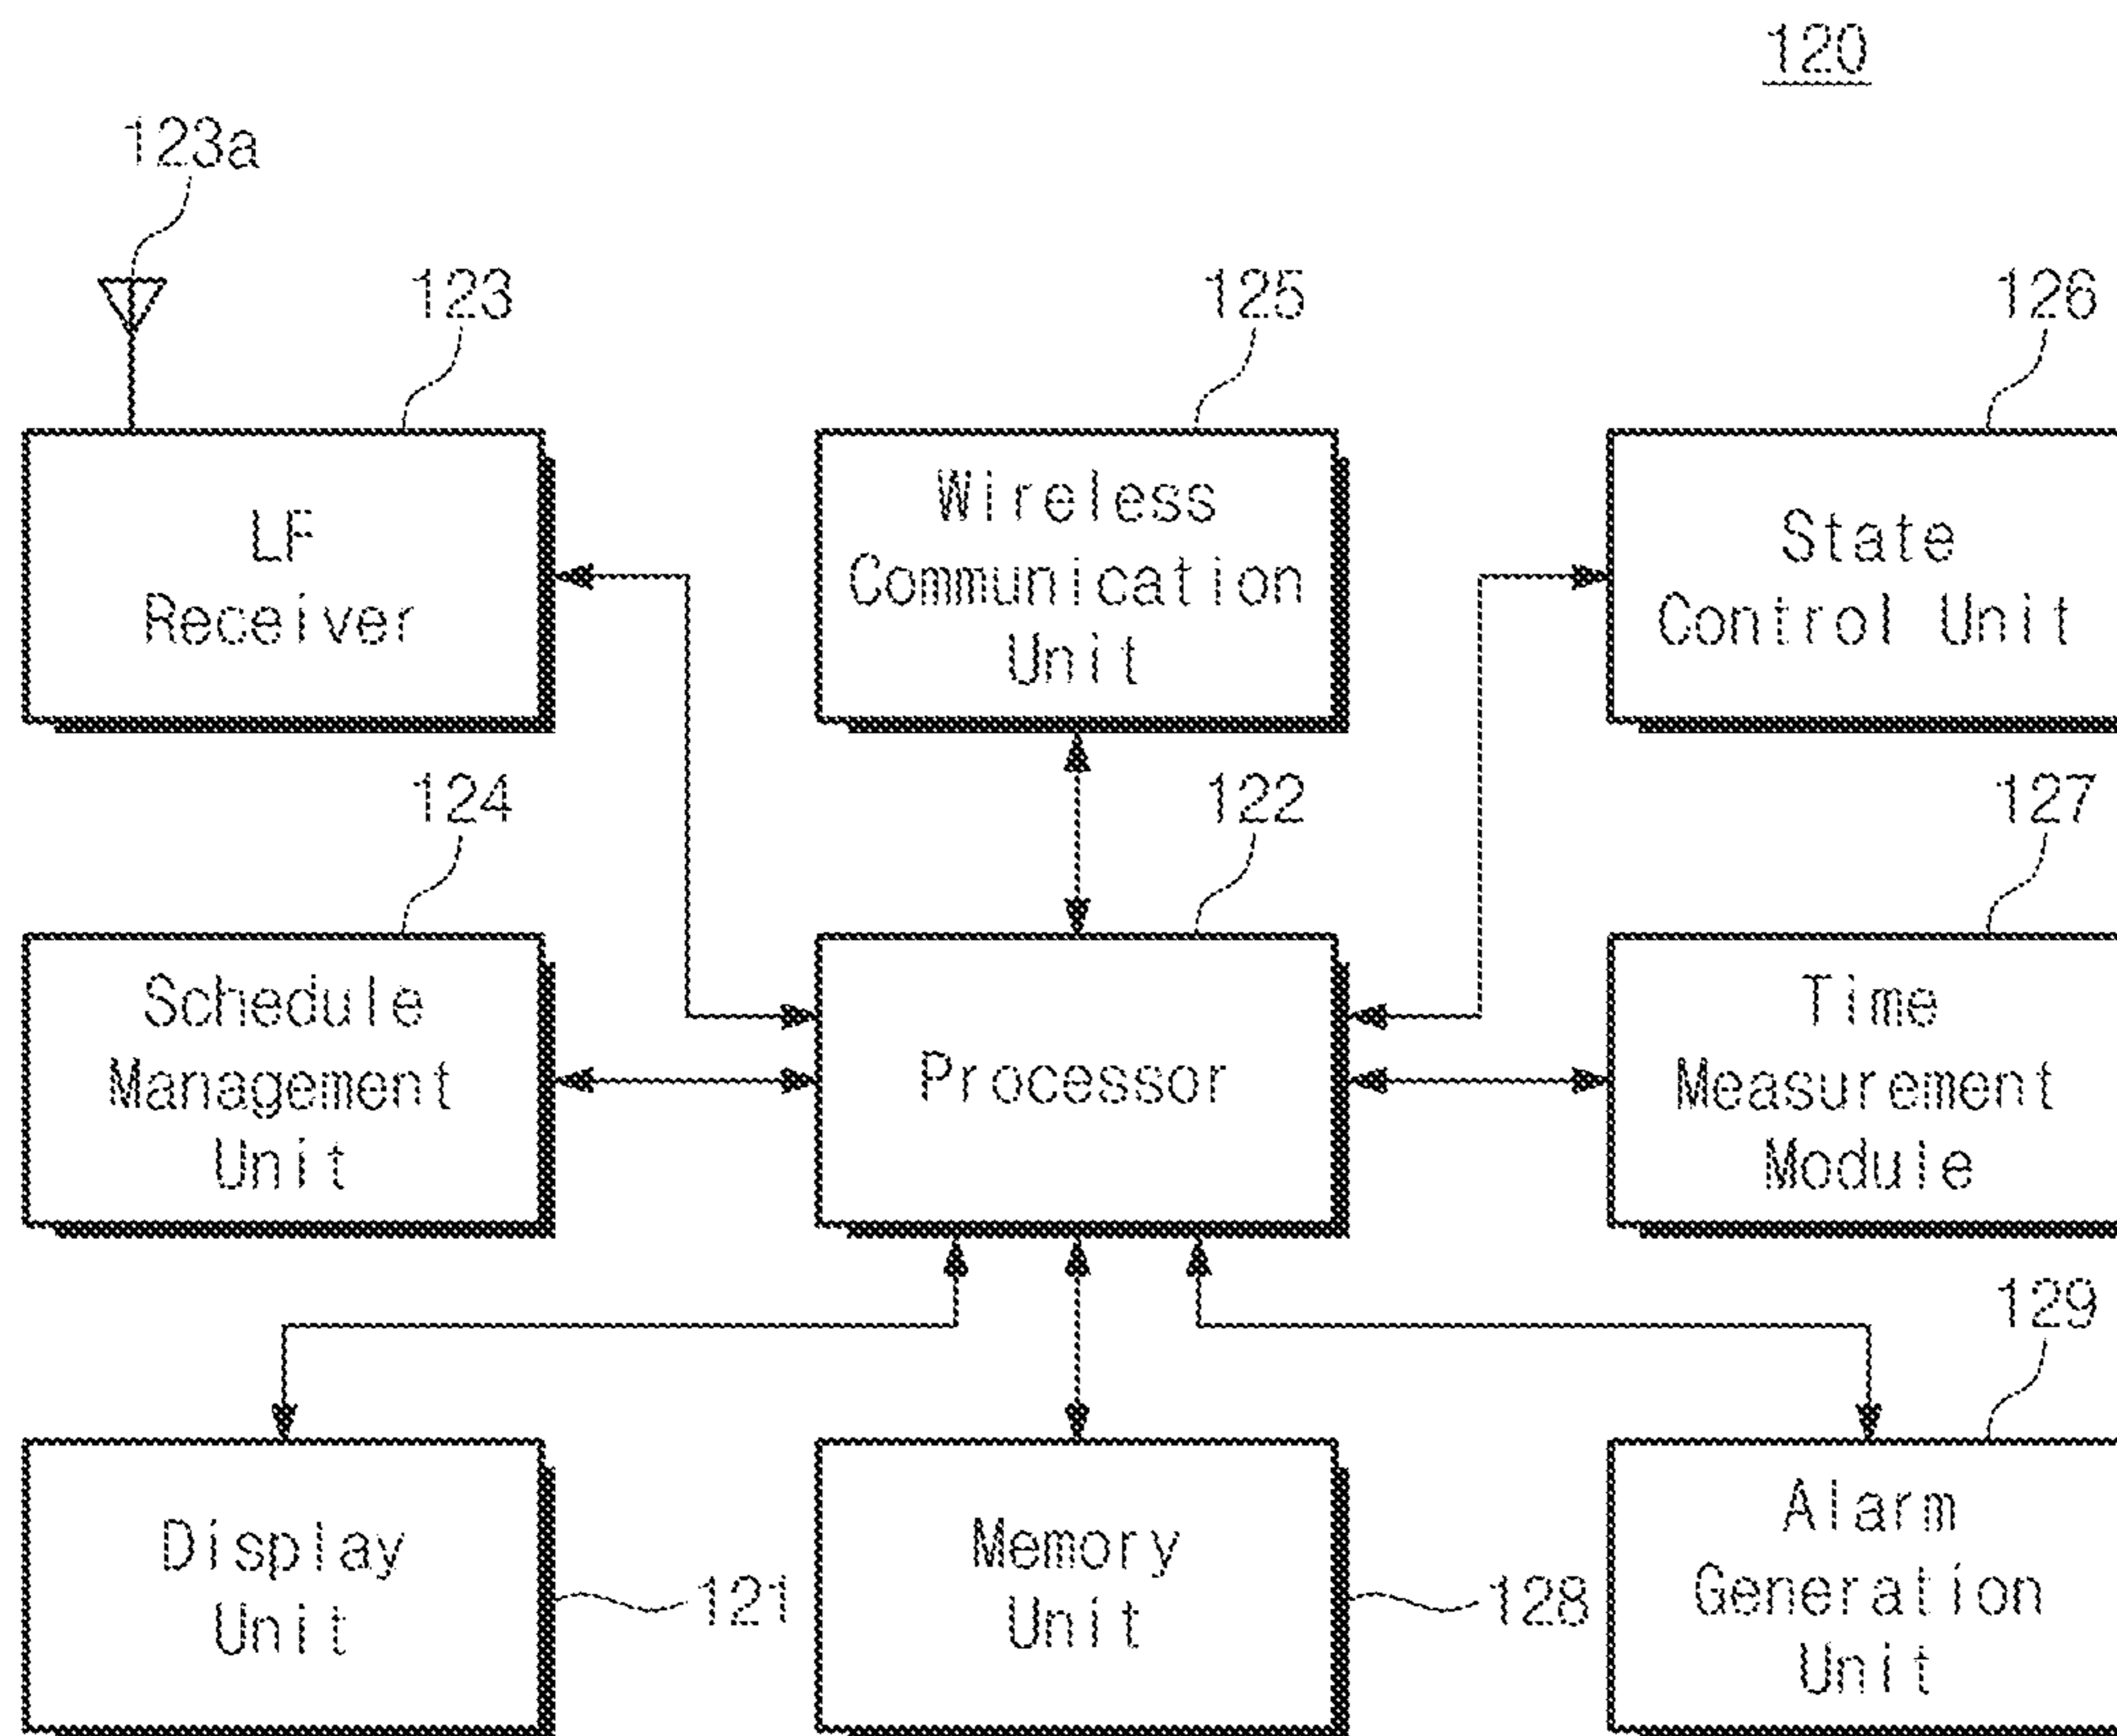 120
123a
123
125
126
LF
Receiver
Wireless
Communication
Unit
State
Control Unit
124
122
127
Schedule
Management
Unit
Processor
Time
Measurement
Module
129
Display
Unit
121
Memory
Unit
128
Alarm
Generation
Unit